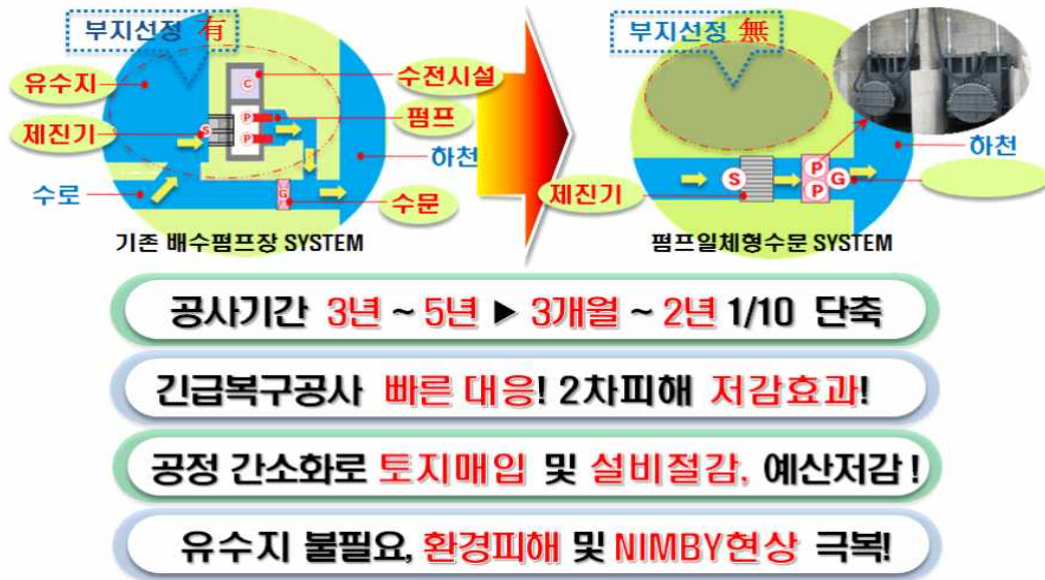 부지선정 有
유수지
제진기
수로
수전시설
펌프
하천
수문
C
S
P
P
G
기존 배수펌프장 SYSTEM
부지선정 無
제진기
하천
S
P
P
G
펌프일체형수문 SYSTEM
공사기간 3년 ~ 5년 ▶ 3개월 ~ 2년 1/10 단축
긴급복구공사 빠른 대응! 2차피해 저감효과!
공정 간소화로 토지매입 및 설비절감, 예산저감!
유수지 불필요, 환경피해 및 NIMBY현상 극복!